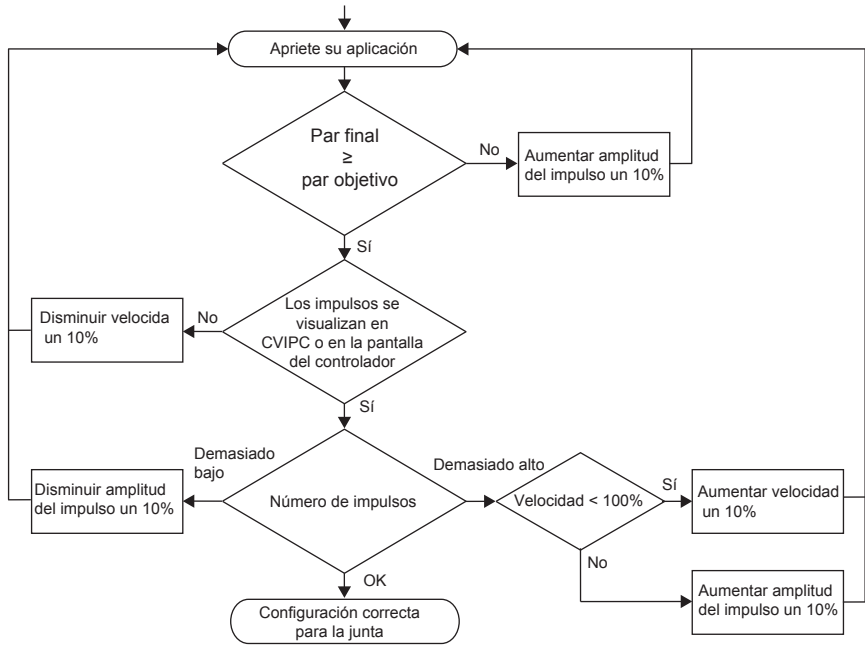 Apriete su aplicación
Par final
≥
par objetivo
No
Aumentar amplitud
del impulso un 10%
Sí
Los impulsos se
visualizan en
CVIPC o en la pantalla
del controlador
No
Disminuir velocida
un 10%
Sí
Demasiado
bajo
Disminuir amplitud
del impulso un 10%
Número de impulsos
Demasiado alto
Velocidad < 100%
Sí
Aumentar velocidad
un 10%
No
Aumentar amplitud
del impulso un 10%
OK
Configuración correcta
para la junta